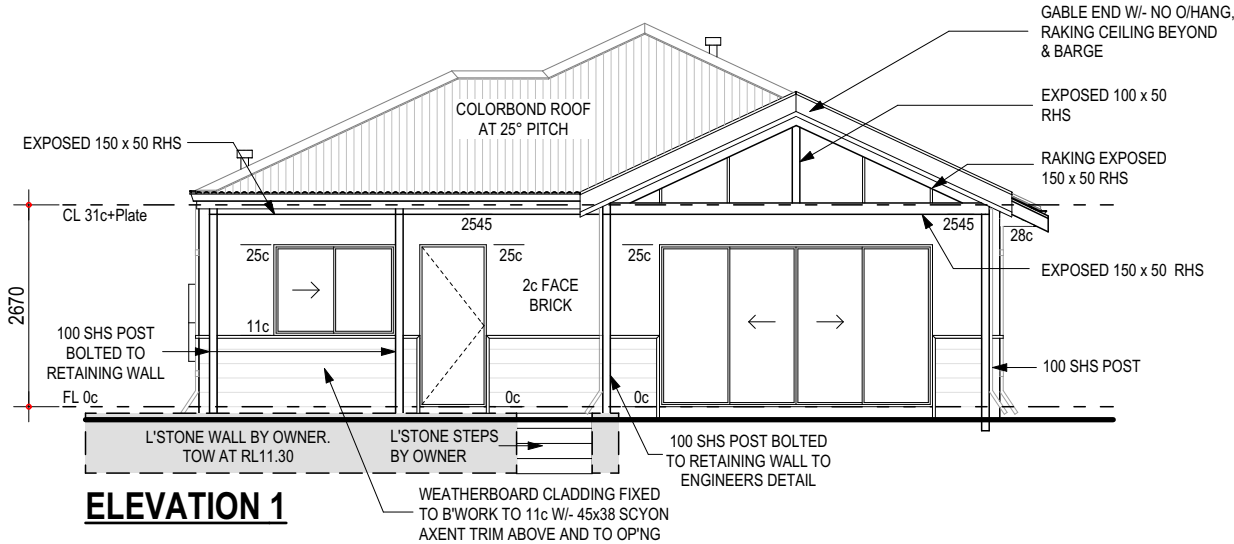 GABLE END W/- NO O/HANG,
RAKING CEILING BEYOND
& BARGE
COLORBOND ROOF
AT 25° PITCH
EXPOSED 100 x 50
RHS
EXPOSED 150 x 50 RHS
RAKING EXPOSED
150 x 50 RHS
CL 31c+Plate
2545
2545
28c
25c
25c
25c
EXPOSED 150 x 50 RHS
2c FACE
BRICK
2670
11c
100 SHS POST
BOLTED TO
RETAINING WALL
100 SHS POST
FL 0c
0c
0c
L'STONE WALL BY OWNER.
TOW AT RL11.30
L'STONE STEPS
BY OWNER
100 SHS POST BOLTED
TO RETAINING WALL TO
ENGINEERS DETAIL
ELEVATION 1
WEATHERBOARD CLADDING FIXED
TO B'WORK TO 11c W/- 45x38 SCYON
AXENT TRIM ABOVE AND TO OP'NG